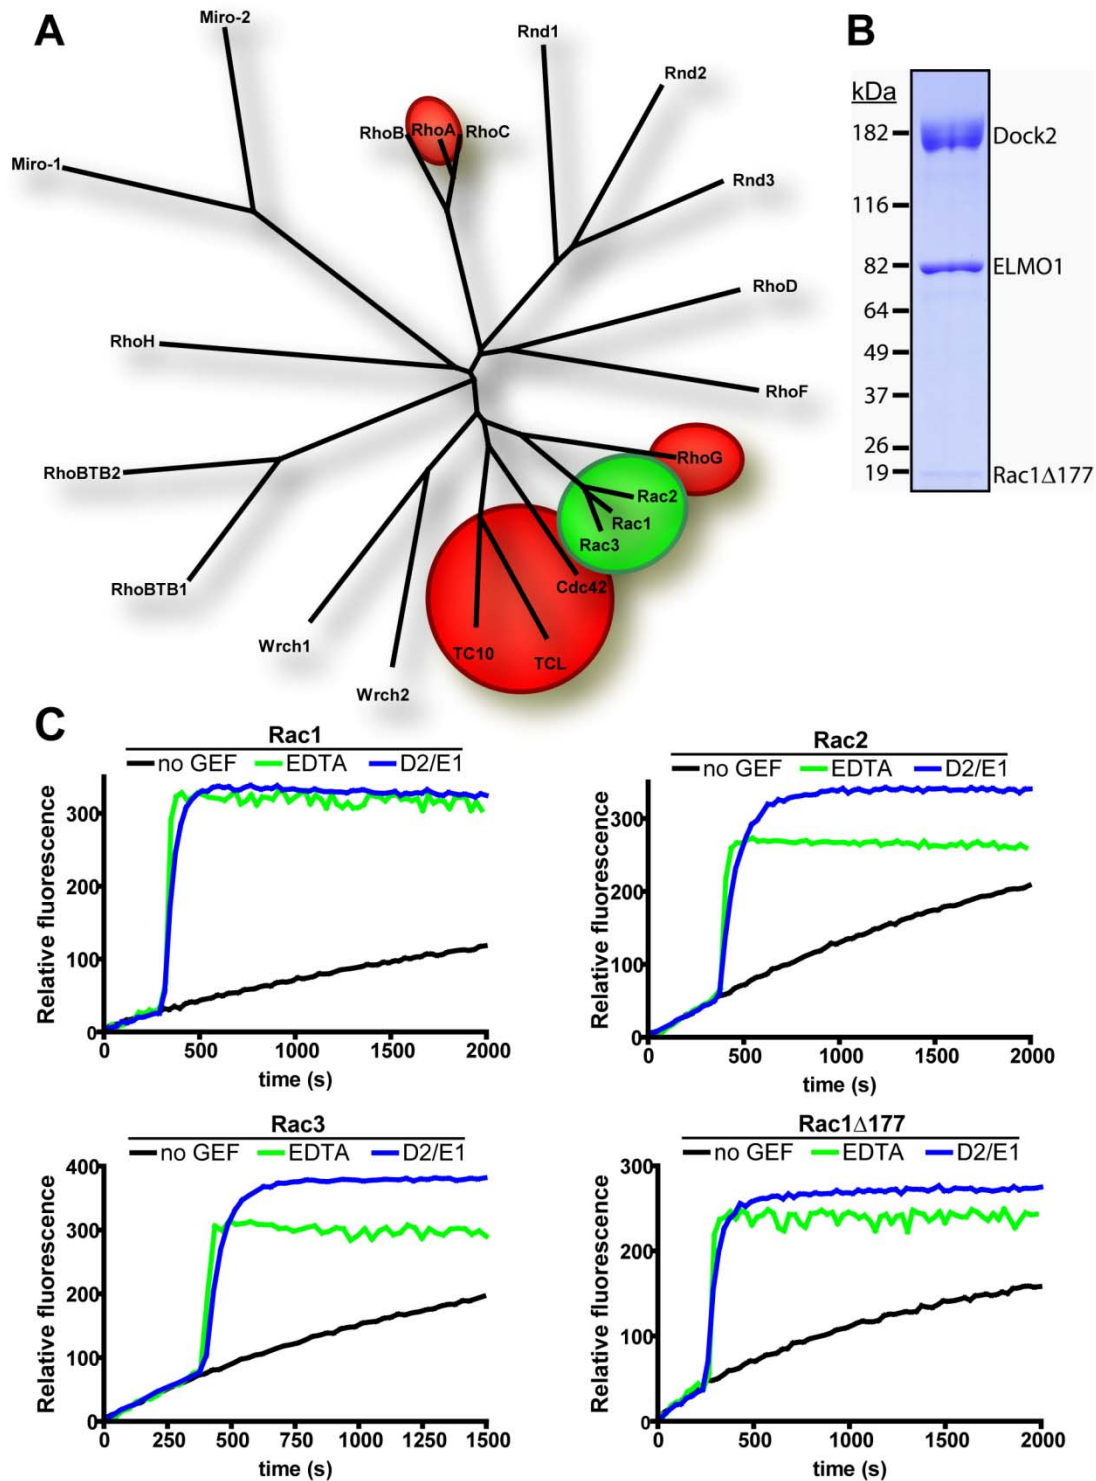 A
Miro-2
Rnd1
Rnd2
RhoB
RhoA
RhoC
Miro-1
Rnd3
RhoD
RhoH
RhoF
RhoG
RhoBTB2
Rac2
Rac1
Rac3
RhoBTB1
Cdc42
Wrch1
TC10
TCL
Wrch2
B
kDa
182
Dock2
116
82
ELMO1
64
49
37
26
19
Rac1Δ177
C
Rac1
no GEF EDTA D2/E1
Relative fluorescence
300
200
100
0
0 500 1000 1500 2000
time (s)
Rac2
no GEF EDTA D2/E1
Relative fluorescence
300
200
100
0
0 500 1000 1500 2000
time (s)
Rac3
no GEF EDTA D2/E1
Relative fluorescence
400
300
200
100
0
0 250 500 750 1000 1250 1500
time (s)
Rac1Δ177
no GEF EDTA D2/E1
Relative fluorescence
300
200
100
0
0 500 1000 1500 2000
time (s)